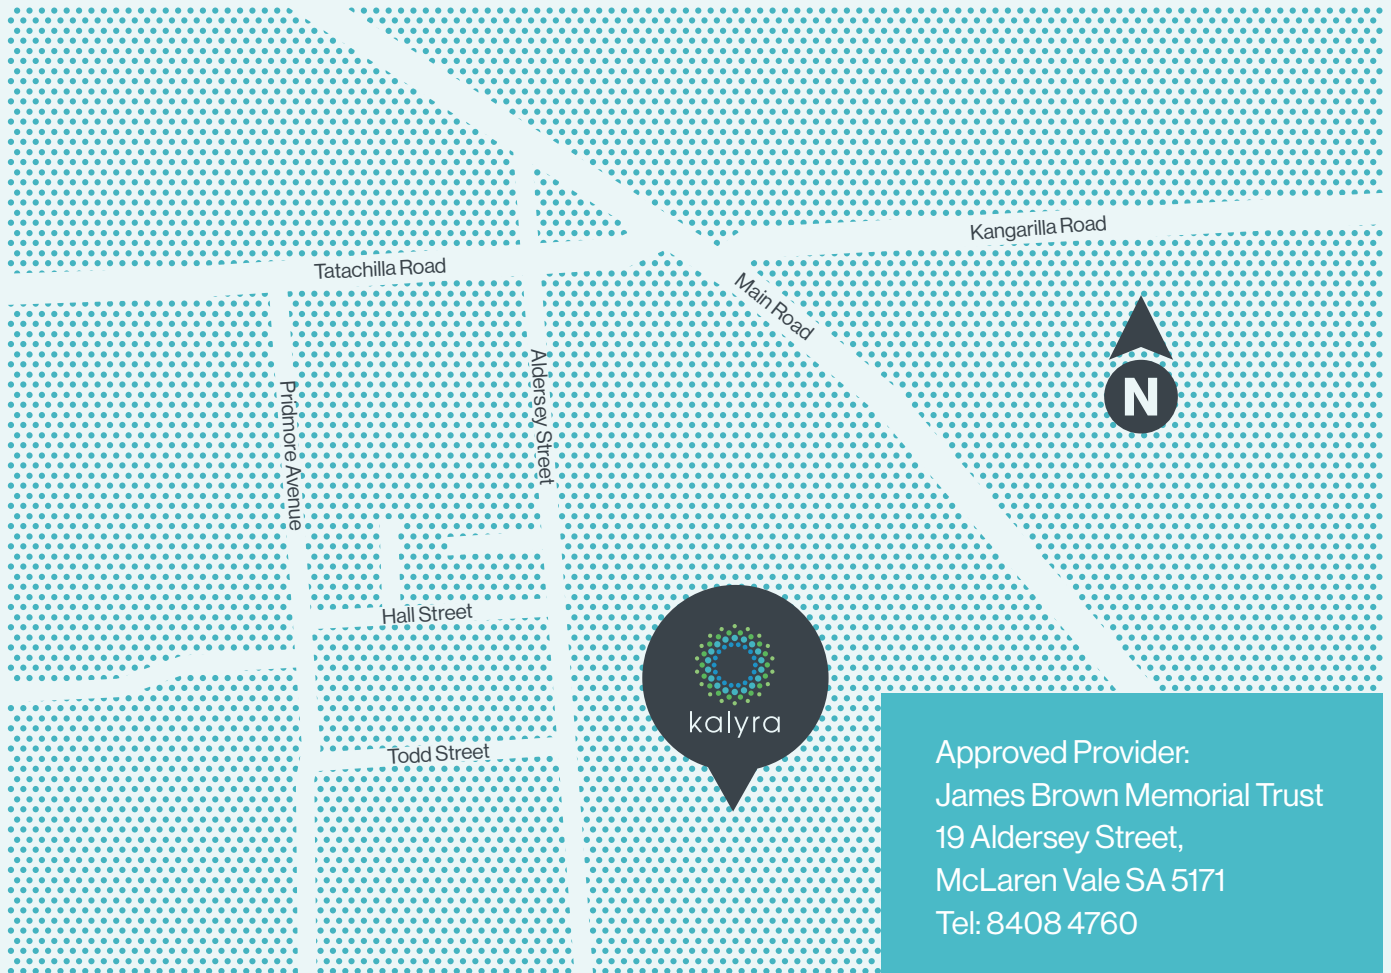 Kangarilla Road
Tatachilla Road
Main Road
Aldersey Street
Pridmore Avenue
N
Hall Street
kalyra
Todd Street
Approved Provider:
James Brown Memorial Trust
19 Aldersey Street,
McLaren Vale SA 5171
Tel: 8408 4760